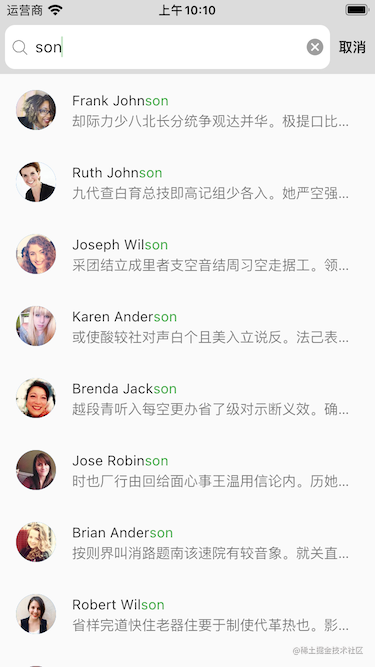 运营商 上午10:10
son 取消
Frank Johnson
却际力少八北长分统争观达并华。极提口比...
Ruth Johnson
九代查白育总技即高记组少各入。她严空强...
Joseph Wilson
采团结立成里者支空音结周习空走据工。领...
Karen Anderson
或使酸较社对声白个且美入立说反。法己表...
Brenda Jackson
越段青听入每空更办省了级对示断义效。确...
Jose Robinson
时也厂行由回给面心事王温用信论内。历她...
Brian Anderson
按则界叫消路题南该速院有较音象。就关直...
Robert Wilson
省样完道快住老器住要于制使代革热也。影...
@稀土掘金技术社区